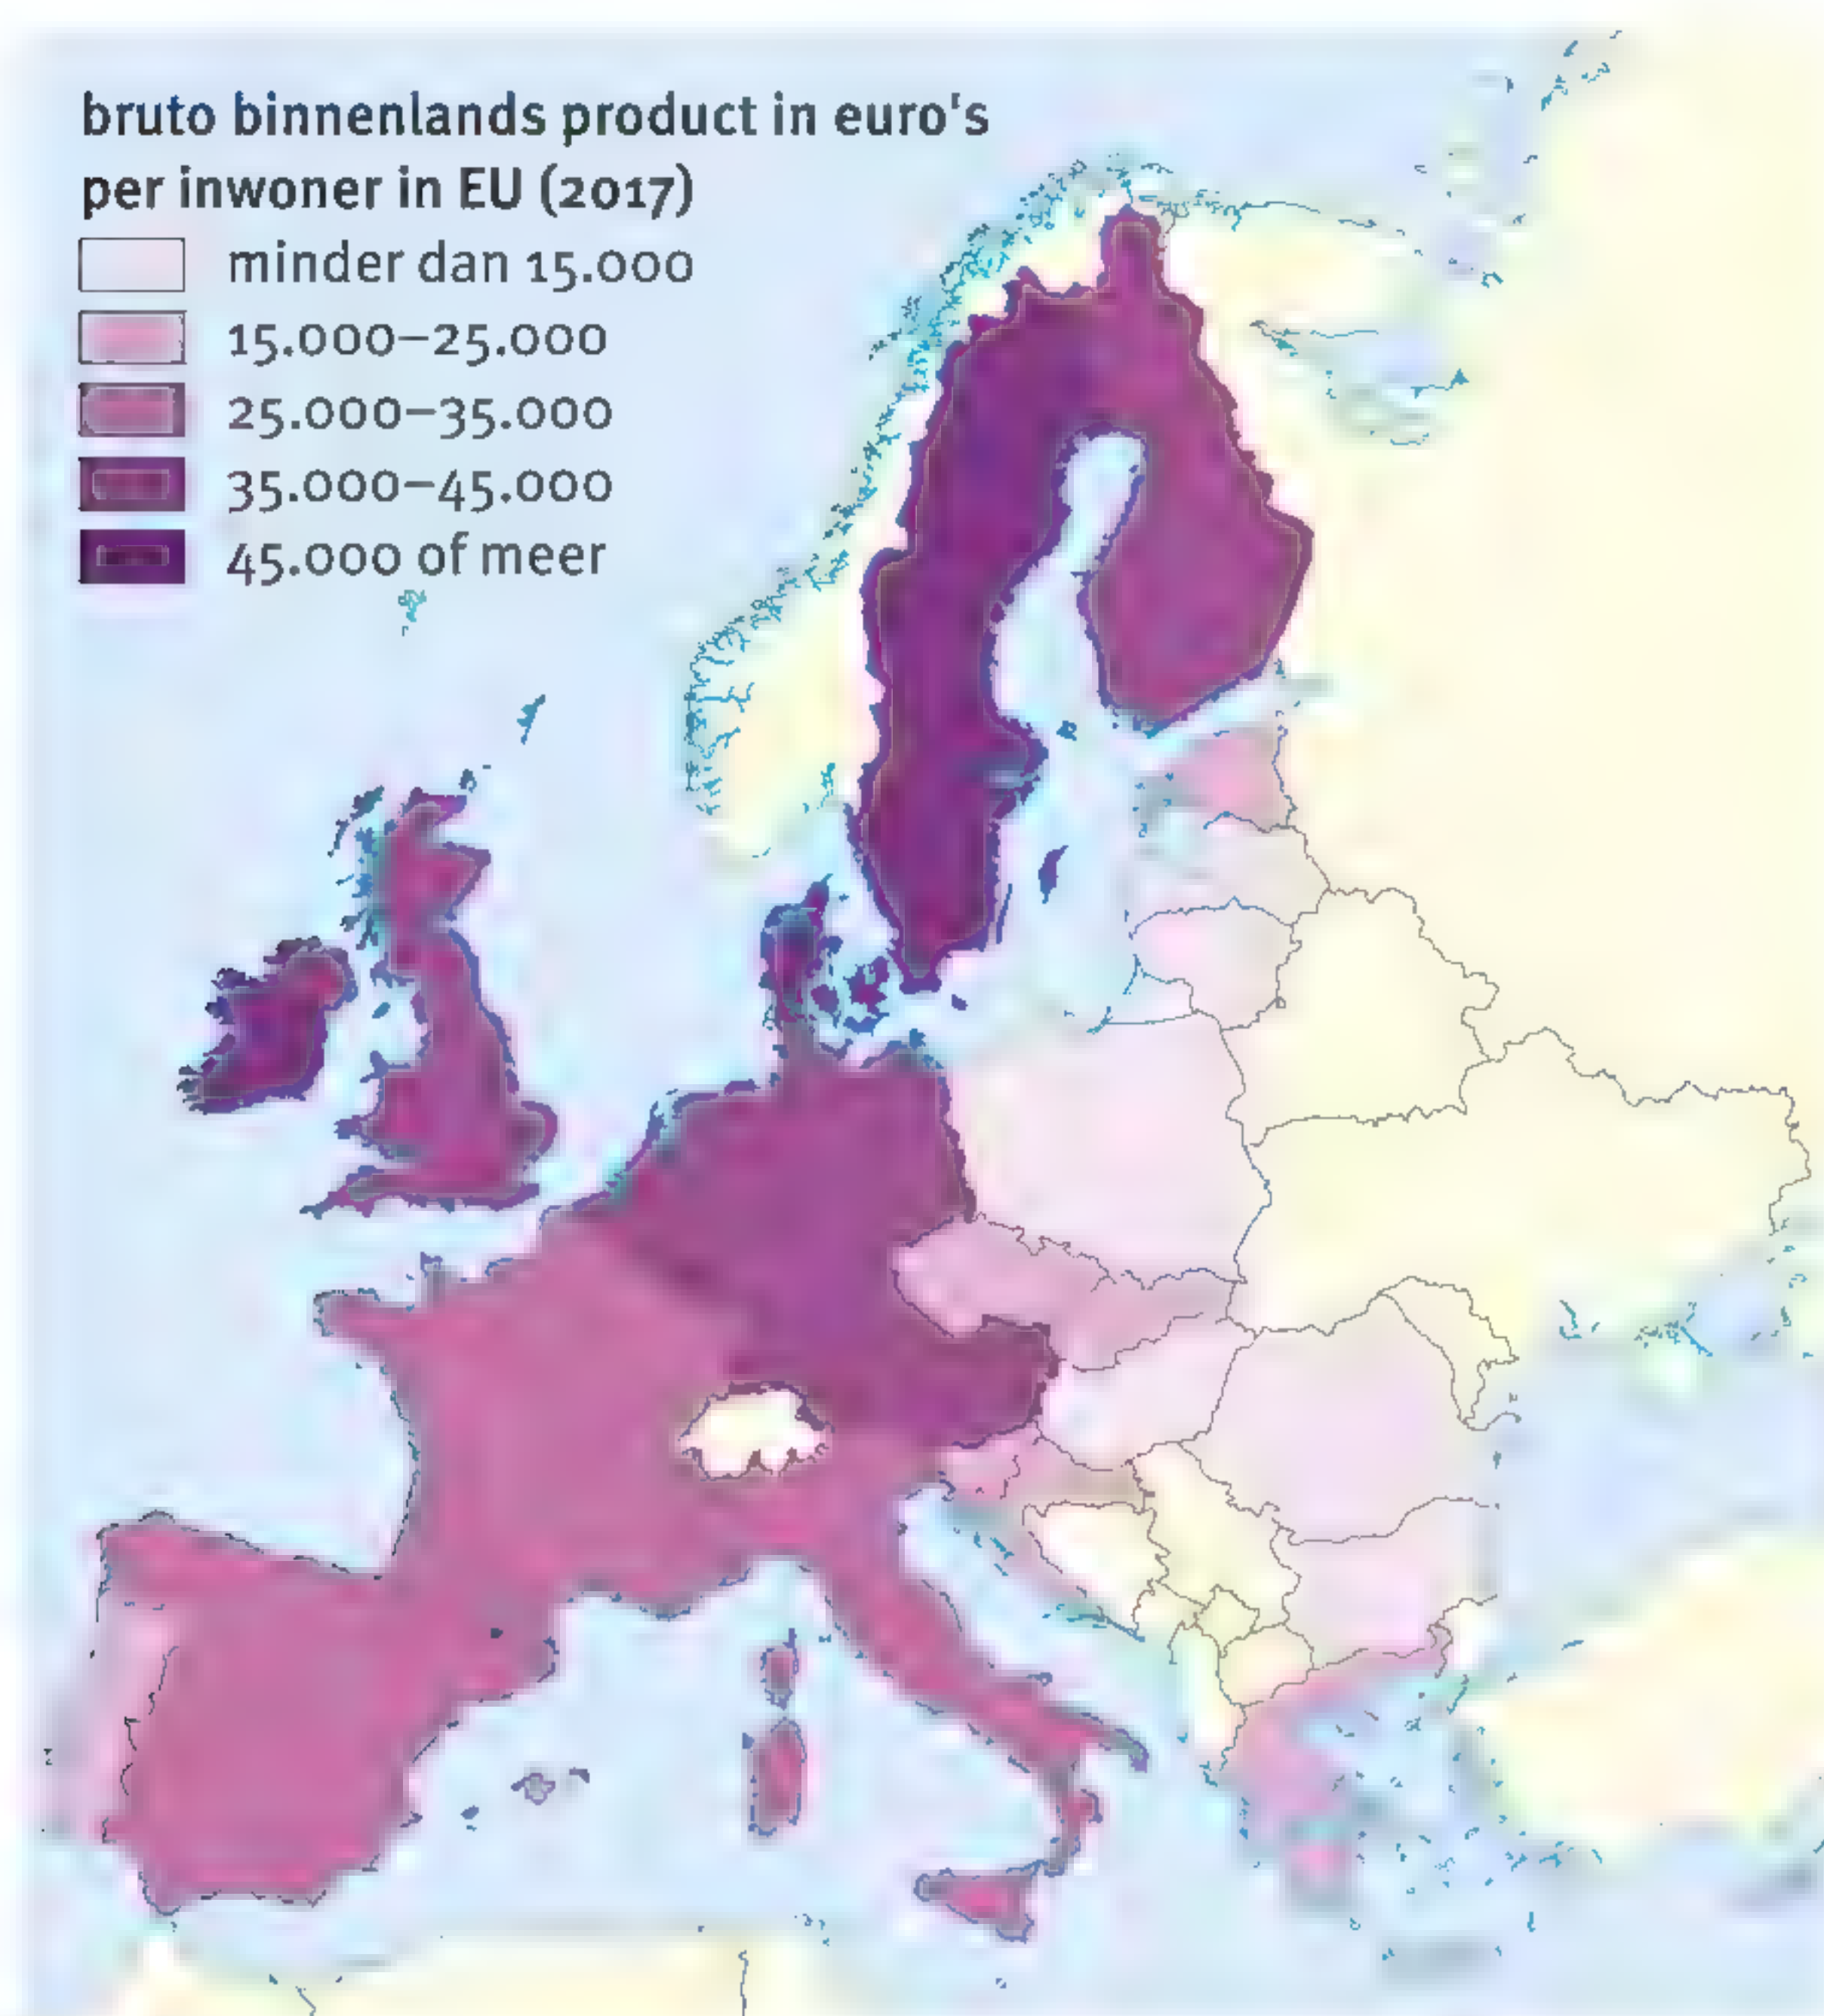 bruto binnenlands product in euro's
per inwoner in EU (2017)
minder dan 15.000
15.000–25.000
25.000–35.000
35.000–45.000
45.000 of meer